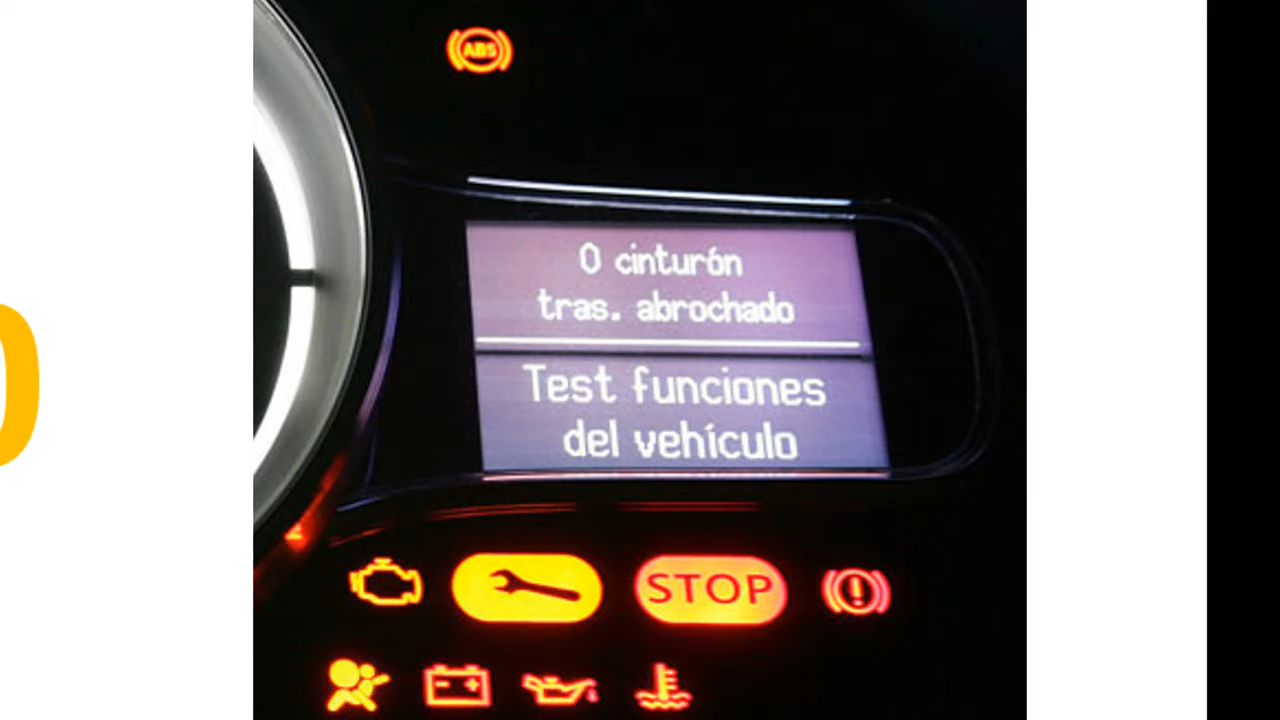 ABS
0 cinturón
tras. abrochado
Test funciones
del vehículo
STOP